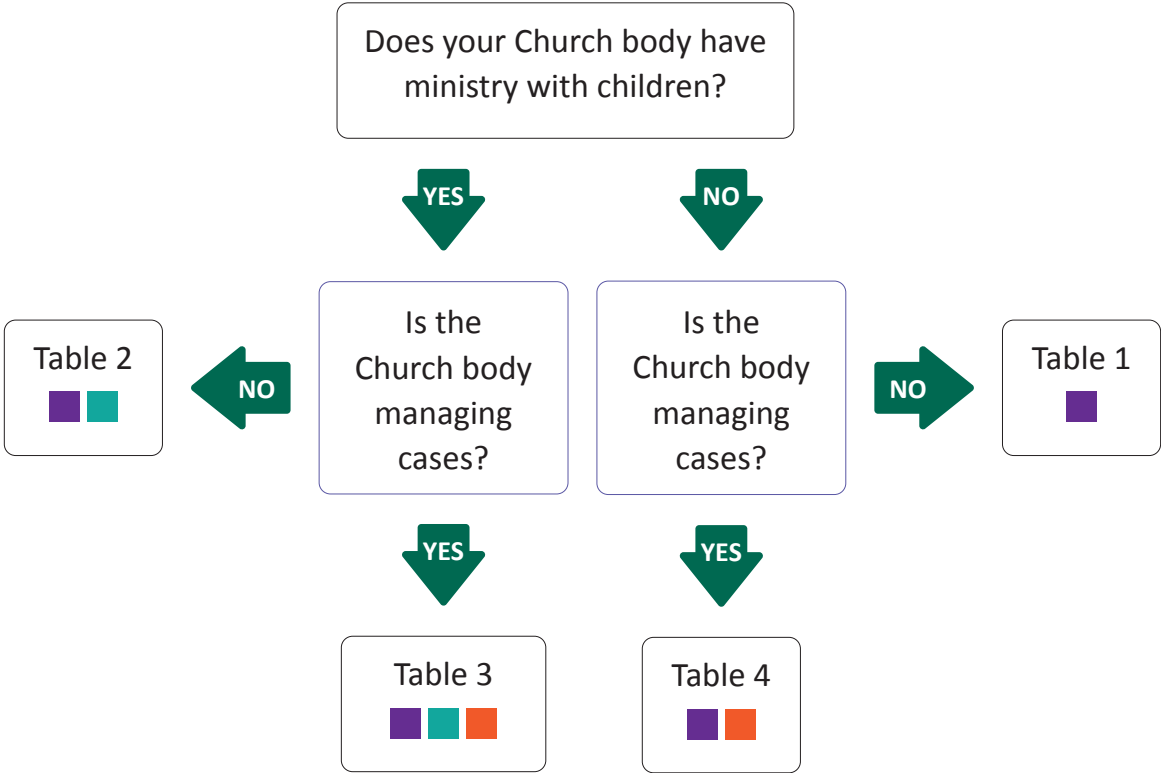 Does your Church body have
ministry with children?
YES
NO
Is the
Church body
managing
cases?
Is the
Church body
managing
cases?
Table 2
NO
NO
Table 1
YES
YES
Table 3
Table 4